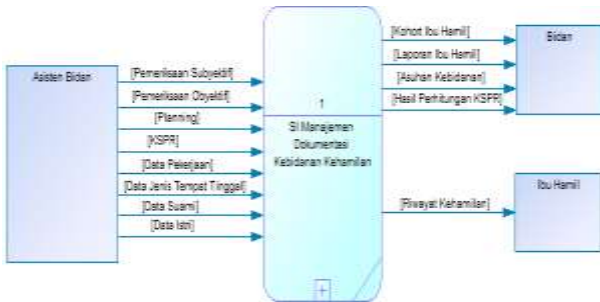 Asisten Bidan
[Pemeriksaan Subyektif]
[Pemeriksaan Obyektif]
[Planning]
[KSPR]
[Data Pekerjaan]
[Data Jenis Tempat Tinggal]
[Data Suami]
[Data Istri]
1
SI Manajemen
Dokumentasi
Kebidanan Kehamilan
[Kohort Ibu Hamil]
[Laporan Ibu Hamil]
[Asuhan Kebidanan]
[Hasil Perhitungan KSPR]
[Riwayat Kehamilan]
Bidan
Ibu Hamil